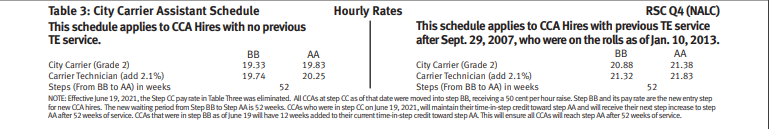 Table 3: City Carrier Assistant Schedule Hourly Rates RSC Q4 (NALC)
This schedule applies to CCA Hires with no previous
TE service.
BB AA
City Carrier (Grade 2) 19.33 19.83
Carrier Technician (add 2.1%) 19.74 20.25
Steps (From BB to AA) in weeks 52
This schedule applies to CCA Hires with previous TE service
after Sept. 29, 2007, who were on the rolls as of Jan. 10, 2013.
BB AA
City Carrier (Grade 2) 20.88 21.38
Carrier Technician (add 2.1%) 21.32 21.83
Steps (From BB to AA) in weeks 52
NOTE: Effective June 19, 2021, the Step CC pay rate in Table Three was eliminated. All CCAs at step CC as of that date were moved into step BB, receiving a 50 cent per hour raise. Step BB and its pay rate are the new entry step
for new CCA hires. The new waiting period from Step BB to Step AA is 52 weeks. CCAs who were in step CC on June 19, 2021, will maintain their time-in-step credit toward step AA and will receive their next step increase to step
AA after 52 weeks of service. CCAs that were in step BB as of June 19 will have 12 weeks added to their current time-in-step credit toward step AA. This will ensure all CCAs will reach step AA after 52 weeks of service.